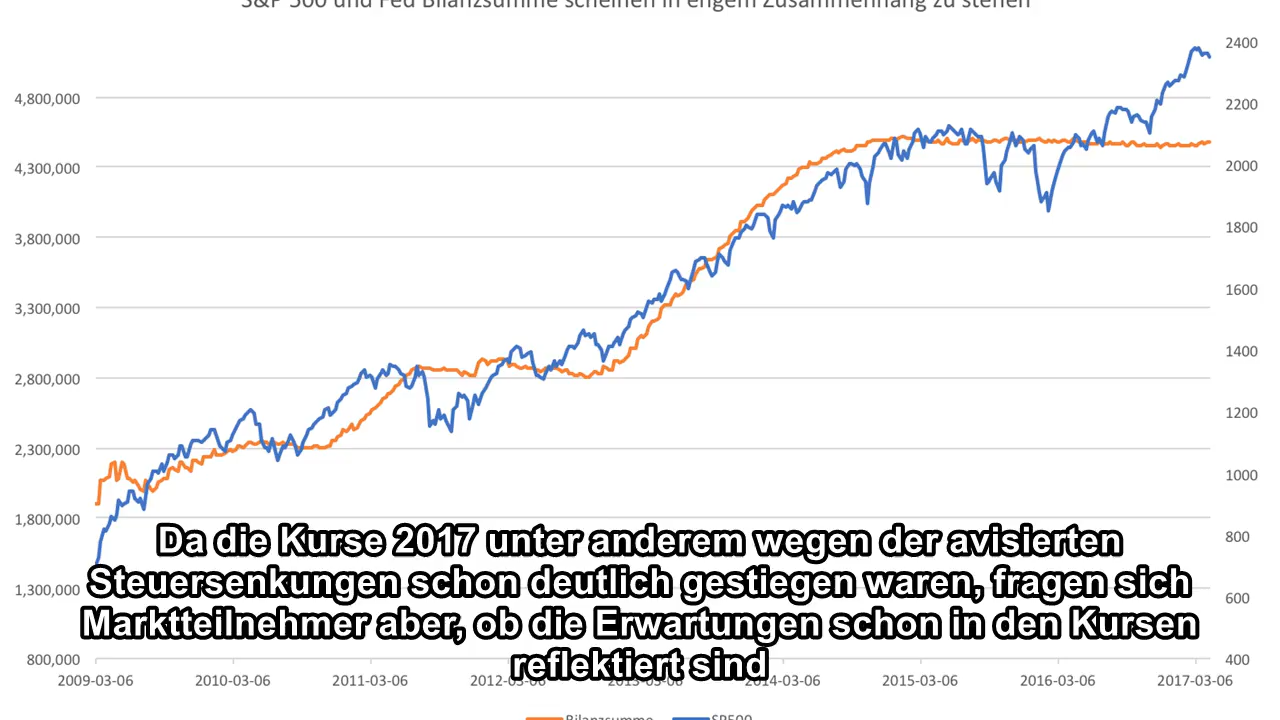 S&P 500 und Fed Bilanzsumme scheinen in engem Zusammenhang zu stehen
2400
4,800,000
2200
4,300,000
2000
3,800,000
1800
3,300,000
1600
2,800,000
1400
1200
2,300,000
1000
1,800,000
800
1,300,000
600
800,000
400
Da die Kurse 2017 unter anderem wegen der avisierten
Steuersenkungen schon deutlich gestiegen waren, fragen sich
Marktteilnehmer aber, ob die Erwartungen schon in den Kursen
reflektiert sind
2009-03-06 2010-03-06 2011-03-06 2012-03-06 2013-03-06 2014-03-06 2015-03-06 2016-03-06 2017-03-06
Bilanzsumme SP500